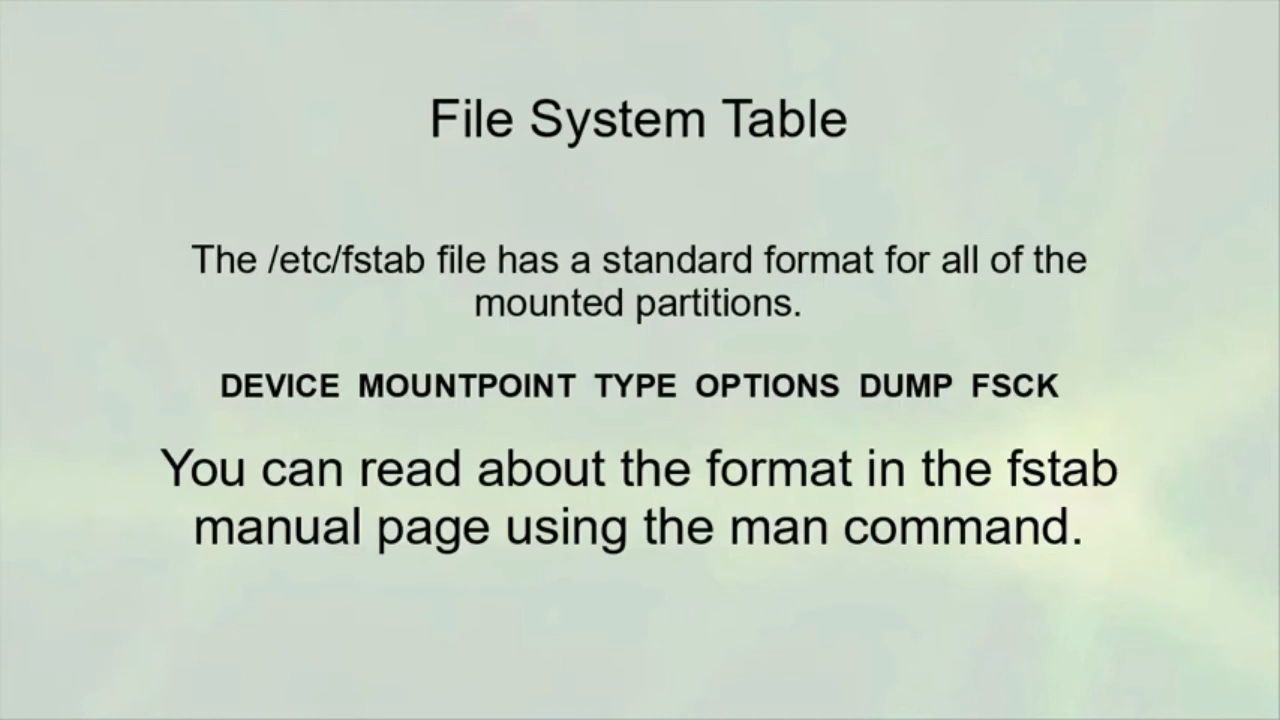 File System Table
The /etc/fstab file has a standard format for all of the
mounted partitions.
DEVICE MOUNTPOINT TYPE OPTIONS DUMP FSCK
You can read about the format in the fstab
manual page using the man command.